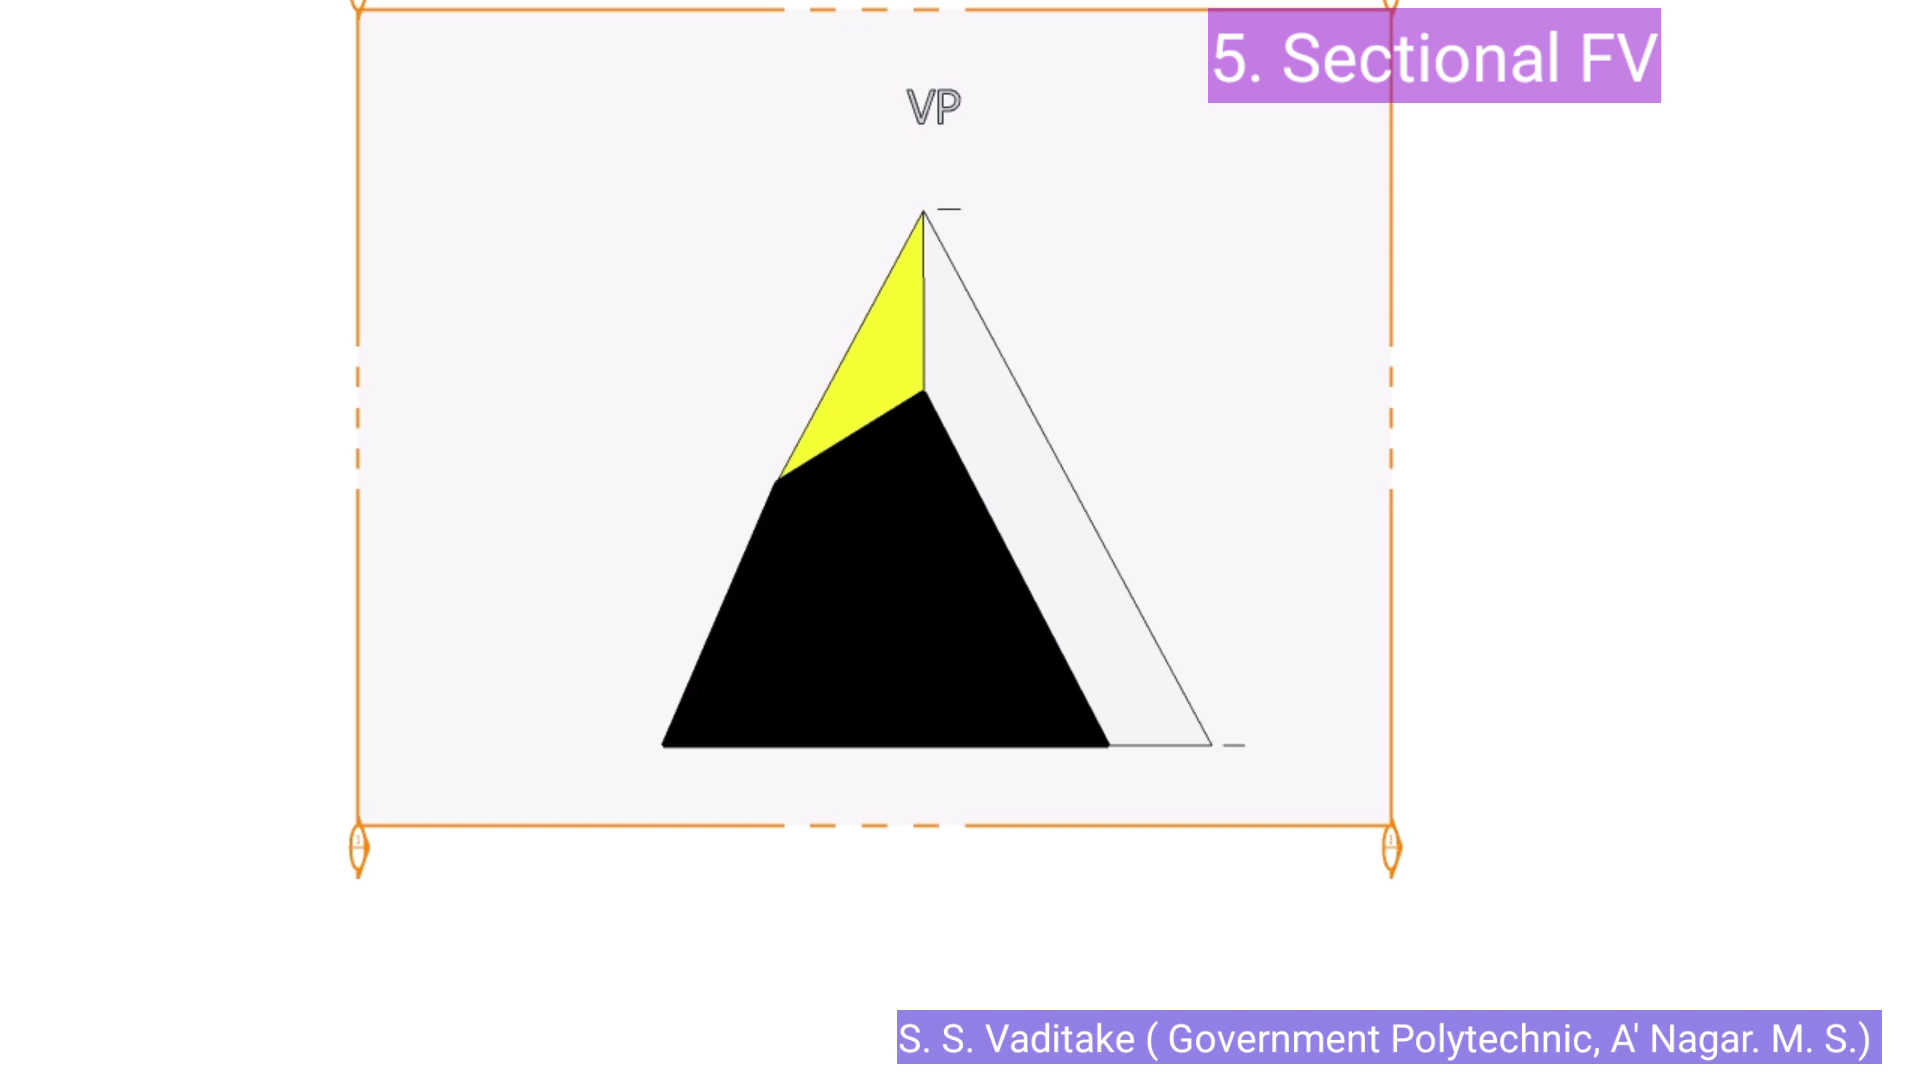 5. Sectional FV
VP
S. S. Vaditake ( Government Polytechnic, A' Nagar. M. S.)